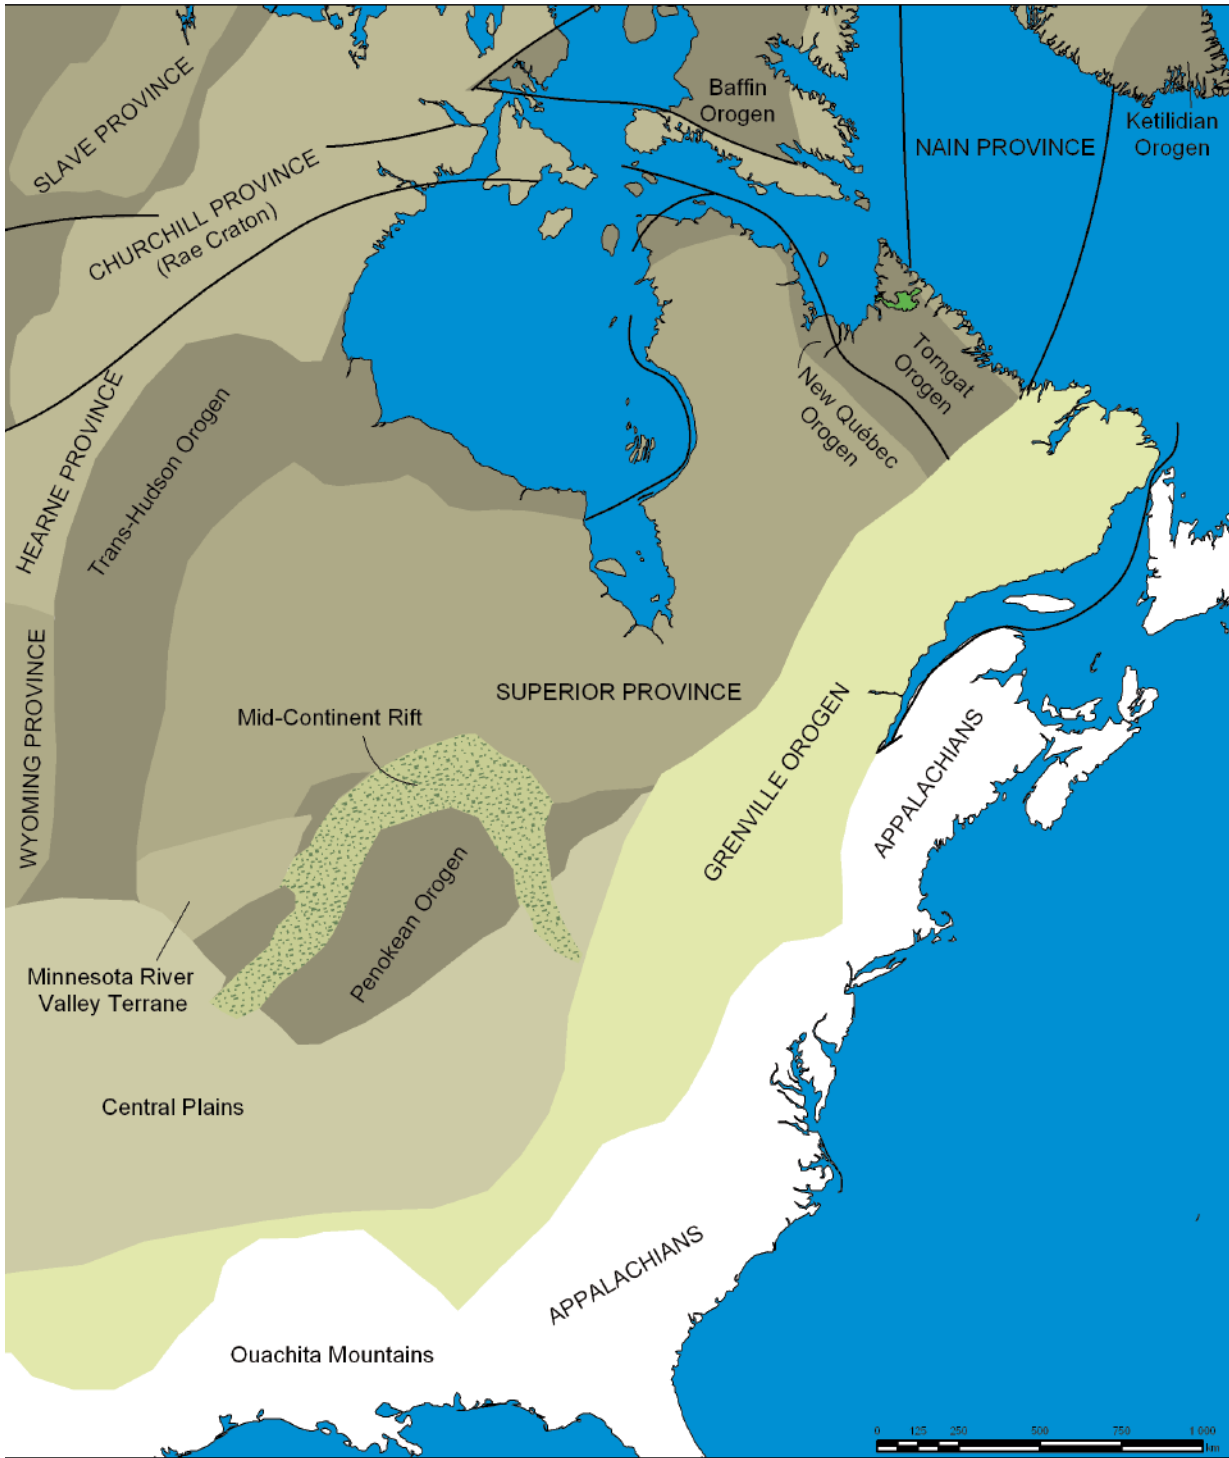 SLAVE PROVINCE
Baffin
Orogen
NAIN PROVINCE
Ketilidian
Orogen
CHURCHILL PROVINCE
(Rae Craton)
HEARNE PROVINCE
Trans-Hudson Orogen
Torngat
Orogen
New Québec
Orogen
WYOMING PROVINCE
SUPERIOR PROVINCE
Mid-Continent Rift
GRENVILLE OROGEN
APPALACHIANS
Penokean Orogen
Minnesota River
Valley Terrane
Central Plains
APPALACHIANS
Ouachita Mountains
0 125 250 500 750 1 000
km